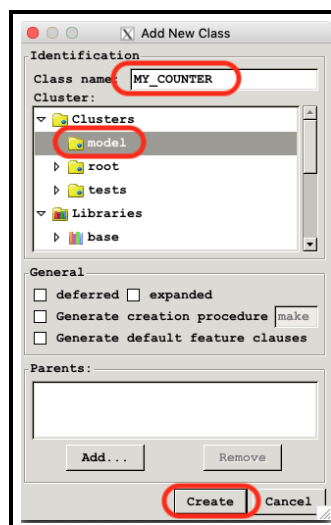 Add New Class
Identification
Class name: MY_COUNTER
Cluster:
Clusters
model
root
tests
Libraries
base
General
deferred expanded
Generate creation procedure make
Generate default feature clauses
Parents:
Add... Remove
Create Cancel